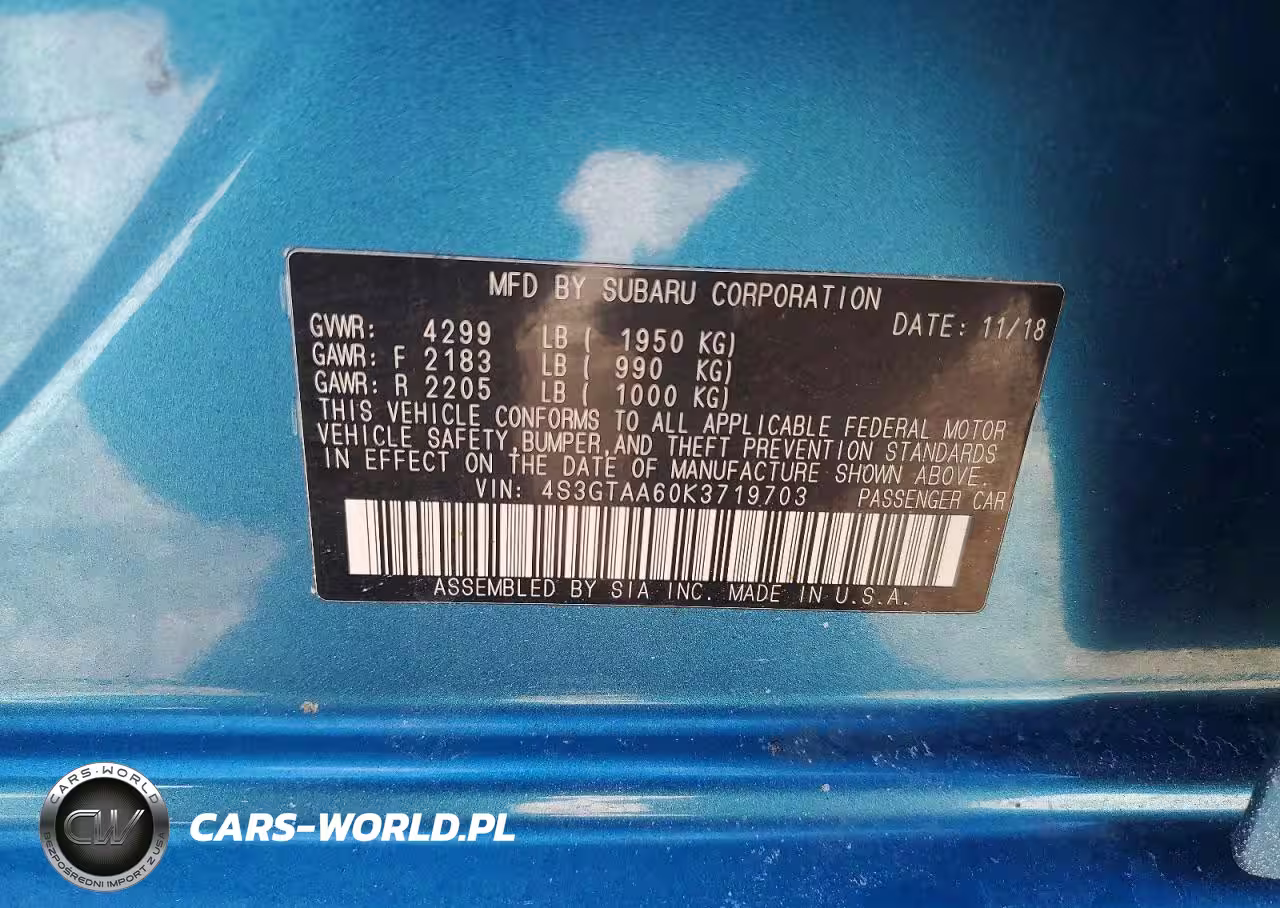 MFD BY SUBARU CORPORATION
DATE: 11/18
GVWR: 4299 LB ( 1950 KG)
GAWR: F 2183 LB ( 990 KG)
GAWR: R 2205 LB ( 1000 KG)
THIS VEHICLE CONFORMS TO ALL APPLICABLE FEDERAL MOTOR
VEHICLE SAFETY,BUMPER,AND THEFT PREVENTION STANDARDS
IN EFFECT ON THE DATE OF MANUFACTURE SHOWN ABOVE.
VIN: 4S3GTAA60K3719703 PASSENGER CAR
ASSEMBLED BY SIA INC. MADE IN U.S.A.
CARS-WORLD
CW
BEZPOŚREDNI IMPORT Z USA
CARS-WORLD.PL